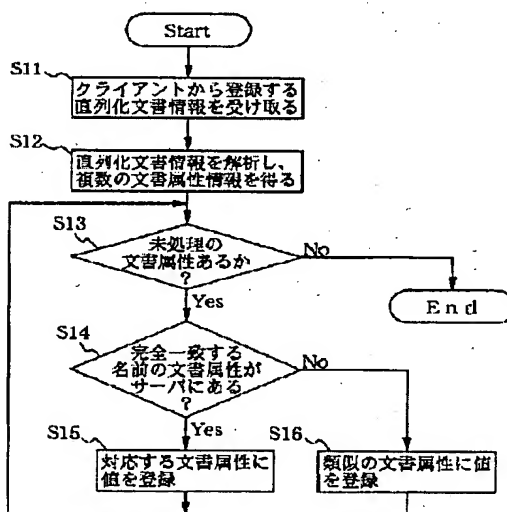 Start
S11
クライアントから登録する
直列化文書情報を受け取る
S12
直列化文書情報を解析し、
複数の文書属性情報を得る
S13
未処理の
文書属性あるか
?
No
Yes
End
S14
完全一致する
名前の文書属性が
サーバにある
?
No
Yes
S15
対応する文書属性に
値を登録
S16
類似の文書属性に値
を登録